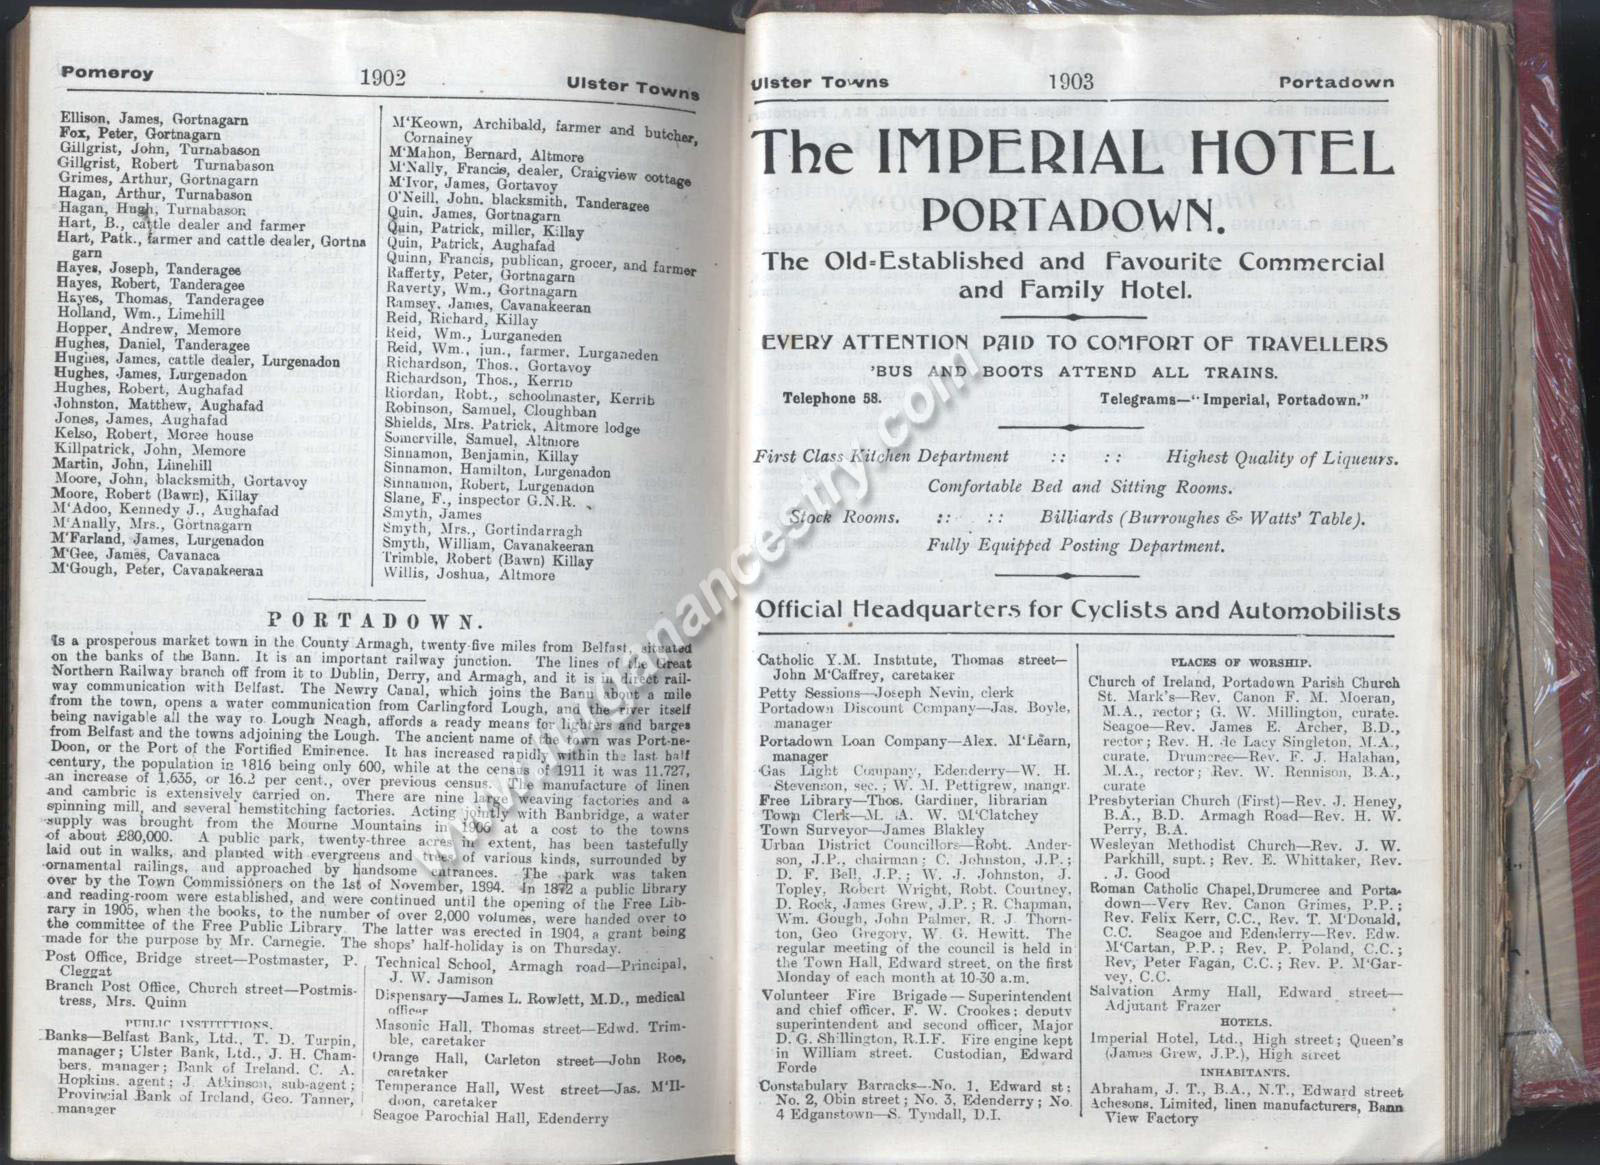 Pomeroy 1902 Ulster Towns
Ellison, James, Gortnagarn
Fox, Peter, Gortnagarn
Gillgrist, John, Turnabason
Gillgrist, Robert Turnabason
Grimes, Arthur, Gortnagarn
Hagan, Arthur, Turnabason
Hagan, Hugh, Turnabason
Hart, B., cattle dealer and farmer
Hart, Patk., farmer and cattle dealer, Gortna
garn
Hayes, Joseph, Tanderagee
Hayes, Robert, Tanderagee
Hayes, Thomas, Tanderagee
Holland, Wm., Limehill
Hopper, Andrew, Memore
Hughes, Daniel, Tanderagee
Hughes, James, cattle dealer, Lurgenadon
Hughes, James, Lurgenadon
Hughes, Robert, Aughafad
Johnston, Matthew, Aughafad
Jones, James, Aughafad
Kelso, Robert, Morse house
Killpatrick, John, Memore
Martin, John, Limehill
Moore, John, blacksmith, Gortavoy
Moore, Robert (Bawn), Killay
M'Adoo, Kennedy J., Aughafad
M'Anally, Mrs., Gortnagarn
M'Farland, James, Lurgenadon
M'Gee, James, Cavanaca
M'Gough, Peter, Cavanakeeran
M'Keown, Archibald, farmer and butcher,
Cornainey
M'Mahon, Bernard, Altmore
M'Nally, Francis, dealer, Craigview cottage
M'Ivor, James, Gortavoy
O'Neill, John. blacksmith, Tanderagee
Quin, James, Gortnagarn
Quin, Patrick, miller, Killay
Quin, Patrick, Aughafad
Quinn, Francis, publican, grocer, and farmer
Rafferty, Peter, Gortnagarn
Raverty, Wm., Gortnagarn
Ramsey, James, Cavanakeeran
Reid, Richard, Killay
Reid, Wm., Lurganeden
Reid, Wm., jun., farmer, Lurganeden
Richardson, Thos., Gortavoy
Richardson, Thos., Kerrib
Riordan, Robt., schoolmaster, Kerrib
Robinson, Samuel, Cloughban
Shields, Mrs. Patrick, Altmore lodge
Somerville, Samuel, Altmore
Sinnamon, Benjamin, Killay
Sinnamon, Hamilton, Lurgenadon
Sinnamon, Robert, Lurgenadon
Slane, F., inspector G.N.R.
Smyth, James
Smyth, Mrs., Gortindarragh
Smyth, William, Cavanakeeran
Trimble, Robert (Bawn) Killay
Willis, Joshua, Altmore
PORTADOWN.
Is a prosperous market town in the County Armagh, twenty-five miles from Belfast, situated
on the banks of the Bann. It is an important railway junction. The lines of the Great
Northern Railway branch off from it to Dublin, Derry, and Armagh, and it is in direct rail-
way communication with Belfast. The Newry Canal, which joins the Bann about a mile
from the town, opens a water communication from Carlingford Lough, and the river itself
being navigable all the way to Lough Neagh, affords a ready means for lighters and barges
from Belfast and the towns adjoining the Lough. The ancient name of the town was Port-ne-
Doon, or the Port of the Fortified Eminence. It has increased rapidly within the last half
century, the population in 1816 being only 600, while at the census of 1911 it was 11.727,
an increase of 1,635, or 16.2 per cent., over previous census. The manufacture of linen
and cambric is extensively carried on. There are nine large weaving factories and a
spinning mill, and several hemstitching factories. Acting jointly with Banbridge, a water
supply was brought from the Mourne Mountains in 1906 at a cost to the towns
of about £80,000. A public park, twenty-three acres in extent, has been tastefully
laid out in walks, and planted with evergreens and trees of various kinds, surrounded by
ornamental railings, and approached by handsome entrances. The park was taken
over by the Town Commissioners on the 1st of November, 1894. In 1872 a public library
and reading-room were established, and were continued until the opening of the Free Lib-
rary in 1905, when the books, to the number of over 2,000 volumes, were handed over to
the committee of the Free Public Library. The latter was erected in 1904, a grant being
made for the purpose by Mr. Carnegie. The shops' half-holiday is on Thursday.
Post Office, Bridge street—Postmaster, P.
Cleggat
Branch Post Office, Church street—Postmis-
tress, Mrs. Quinn
PUBLIC INSTITUTIONS.
Banks—Belfast Bank, Ltd., T. D. Turpin,
manager; Ulster Bank, Ltd., J. H. Cham-
bers, manager; Bank of Ireland. C. A.
Hopkins. agent; J. Atkinson, sub-agent;
Provincial Bank of Ireland, Geo. Tanner,
manager
Technical School, Armagh road—Principal,
J. W. Jamison
Dispensary—James L. Rowlett, M.D., medical
officer
Masonic Hall, Thomas street—Edwd. Trim-
ble, caretaker
Orange Hall, Carleton street—John Roe,
caretaker
Temperance Hall, West street—Jas. M'Il-
doon, caretaker
Seagoe Parochial Hall, Edenderry
Ulster Towns 1903 Portadown
The IMPERIAL HOTEL
PORTADOWN.
The Old=Established and Favourite Commercial
and Family Hotel.
EVERY ATTENTION PAID TO COMFORT OF TRAVELLERS
'BUS AND BOOTS ATTEND ALL TRAINS.
Telephone 58. Telegrams—"Imperial, Portadown."
First Class Kitchen Department :: :: Highest Quality of Liqueurs.
Comfortable Bed and Sitting Rooms.
Stock Rooms. :: :: Billiards (Burroughes & Watts' Table).
Fully Equipped Posting Department.
Official Headquarters for Cyclists and Automobilists
Catholic Y.M. Institute, Thomas street—
John M'Caffrey, caretaker
Petty Sessions—Joseph Nevin, clerk
Portadown Discount Company—Jas. Boyle,
manager
Portadown Loan Company—Alex. M'Learn,
manager
Gas Light Company, Edenderry—W. H.
Stevenson, sec.; W. M. Pettigrew, mangr.
Free Library—Thos. Gardiner, librarian
Town Clerk—M. A. W. M'Clatchey
Town Surveyor—James Blakley
Urban District Councillors—Robt. Ander-
son, J.P., chairman; C. Johnston, J.P.;
D. F. Bell, J.P.; W. J. Johnston, J.
Topley, Robert Wright, Robt. Courtney,
D. Rock, James Grew, J.P.; R. Chapman,
Wm. Gough, John Palmer, R. J. Thorn-
ton, Geo Gregory, W. G. Hewitt. The
regular meeting of the council is held in
the Town Hall, Edward street, on the first
Monday of each month at 10-30 a.m.
Volunteer Fire Brigade—Superintendent
and chief officer, F. W. Crookes; deputy
superintendent and second officer, Major
D. G. Shillington, R.I.F. Fire engine kept
in William street. Custodian, Edward
Forde
Constabulary Barracks—No. 1, Edward st;
No. 2, Obin street; No. 3, Edenderry; No.
4 Edganstown—S. Tyndall, D.I.
PLACES OF WORSHIP.
Church of Ireland, Portadown Parish Church
St. Mark's—Rev. Canon F. M. Moeran,
M.A., rector; G. W. Millington, curate.
Seagoe—Rev. James E. Archer, B.D.,
rector; Rev. H. de Lacy Singleton, M.A.,
curate. Drumcree—Rev. F. J. Halahan,
M.A., rector; Rev. W. Rennison, B.A.,
curate
Presbyterian Church (First)—Rev. J. Heney,
B.A., B.D. Armagh Road—Rev. H. W.
Perry, B.A.
Wesleyan Methodist Church—Rev. J. W.
Parkhill, supt.; Rev. E. Whittaker, Rev.
. J. Good
Roman Catholic Chapel, Drumcree and Porta-
down—Very Rev. Canon Grimes, P.P.;
Rev. Felix Kerr, C.C., Rev. T. M'Donald,
C.C. Seagoe and Edenderry—Rev. Edw.
M'Cartan, P.P.; Rev. P. Poland, C.C.;
Rev, Peter Fagan, C.C.; Rev. P. M'Gar-
vey, C.C.
Salvation Army Hall, Edward street—
Adjutant Frazer
HOTELS.
Imperial Hotel, Ltd., High street; Queen's
(James Grew, J.P.), High street
INHABITANTS.
Abraham, J. T., B.A., N.T., Edward street
Achesons, Limited, linen manufacturers, Bann
View Factory
www.lurganancestry.com